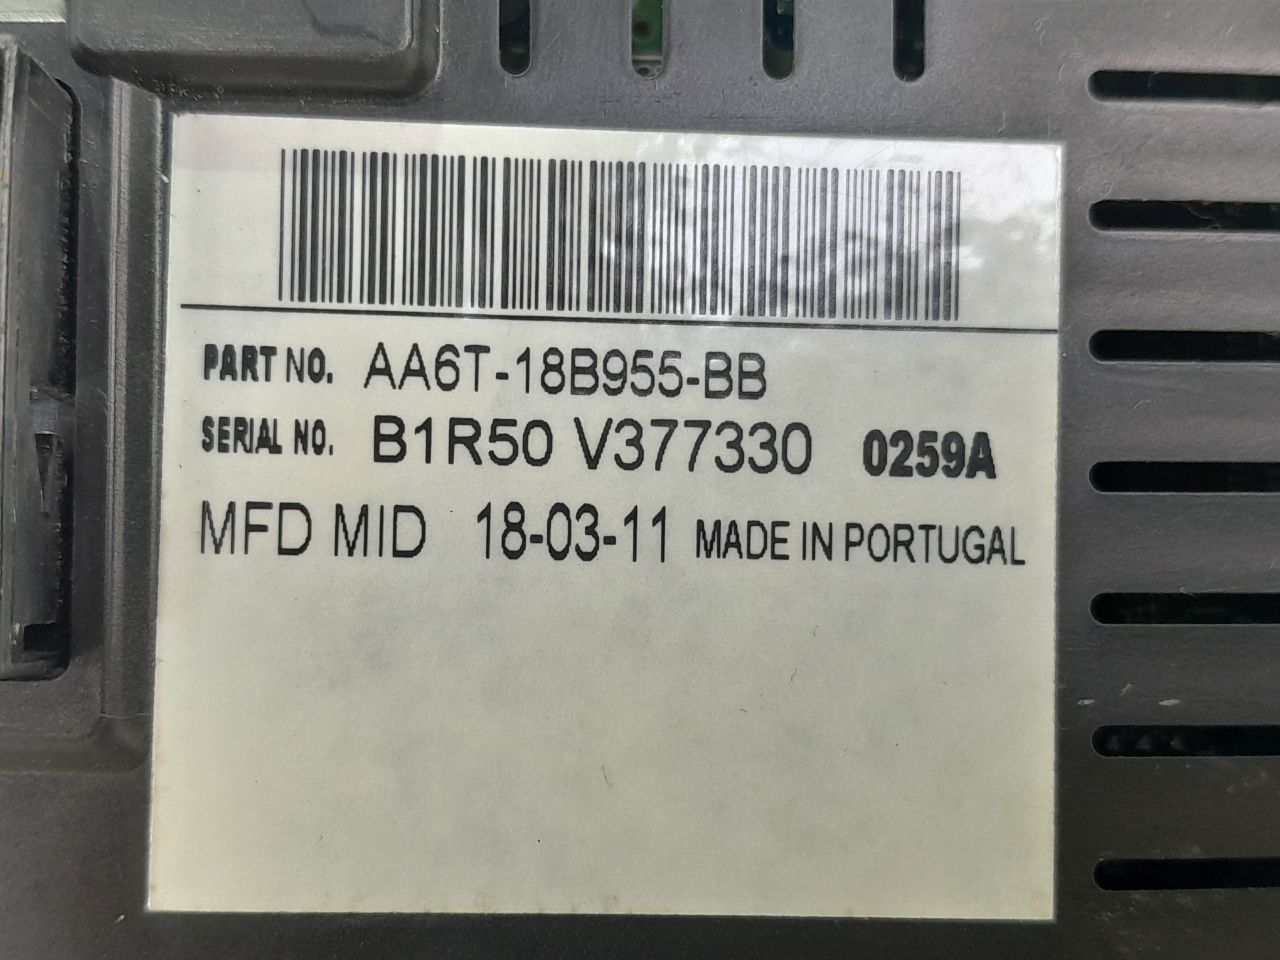 PART NO. AA6T-18B955-BB
SERIAL NO. B1R50 V377330 0259A
MFD MID 18-03-11 MADE IN PORTUGAL